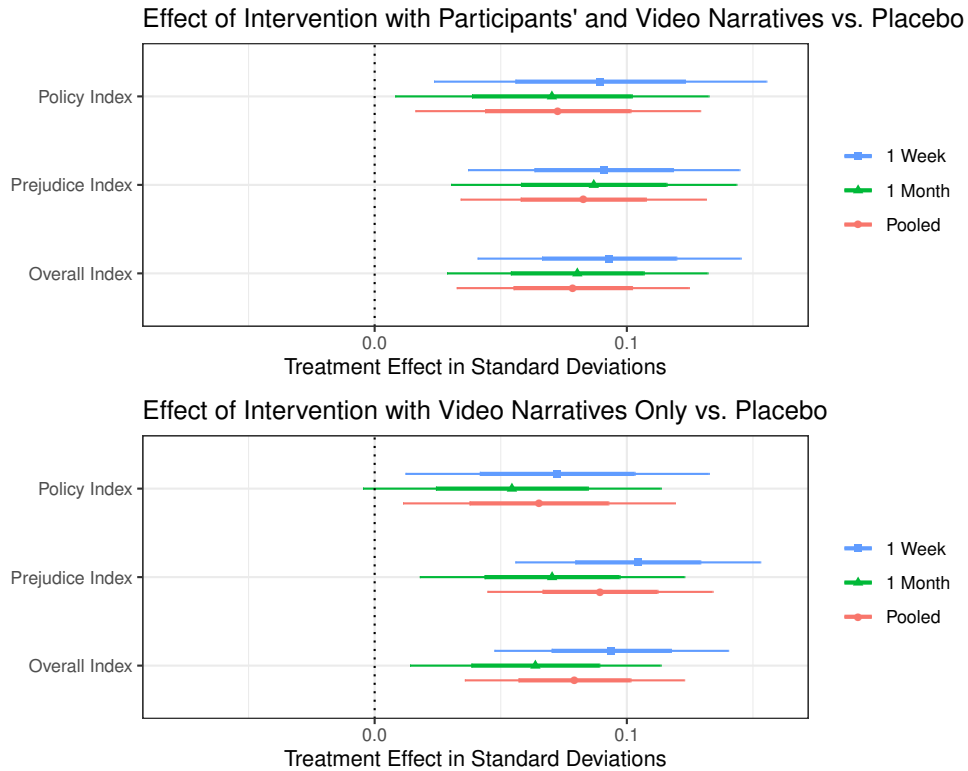 Effect of Intervention with Participants' and Video Narratives vs. Placebo
Policy Index
Prejudice Index
Overall Index
0.0
0.1
Treatment Effect in Standard Deviations
1 Week
1 Month
Pooled
Effect of Intervention with Video Narratives Only vs. Placebo
Policy Index
Prejudice Index
Overall Index
0.0
0.1
Treatment Effect in Standard Deviations
1 Week
1 Month
Pooled